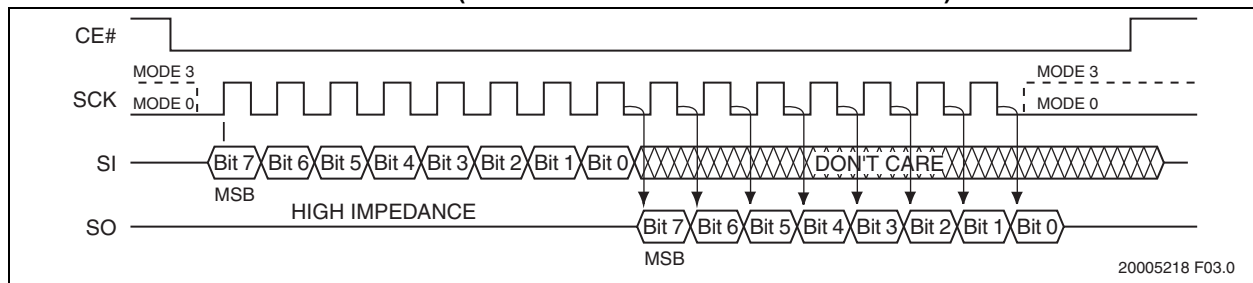 CE#
MODE 3
MODE 3
SCK
MODE 0
MODE 0
SI
Bit 7 Bit 6 Bit 5 Bit 4 Bit 3 Bit 2 Bit 1 Bit 0 DON'T CARE
MSB
HIGH IMPEDANCE
SO
Bit 7 Bit 6 Bit 5 Bit 4 Bit 3 Bit 2 Bit 1 Bit 0
MSB
20005218 F03.0